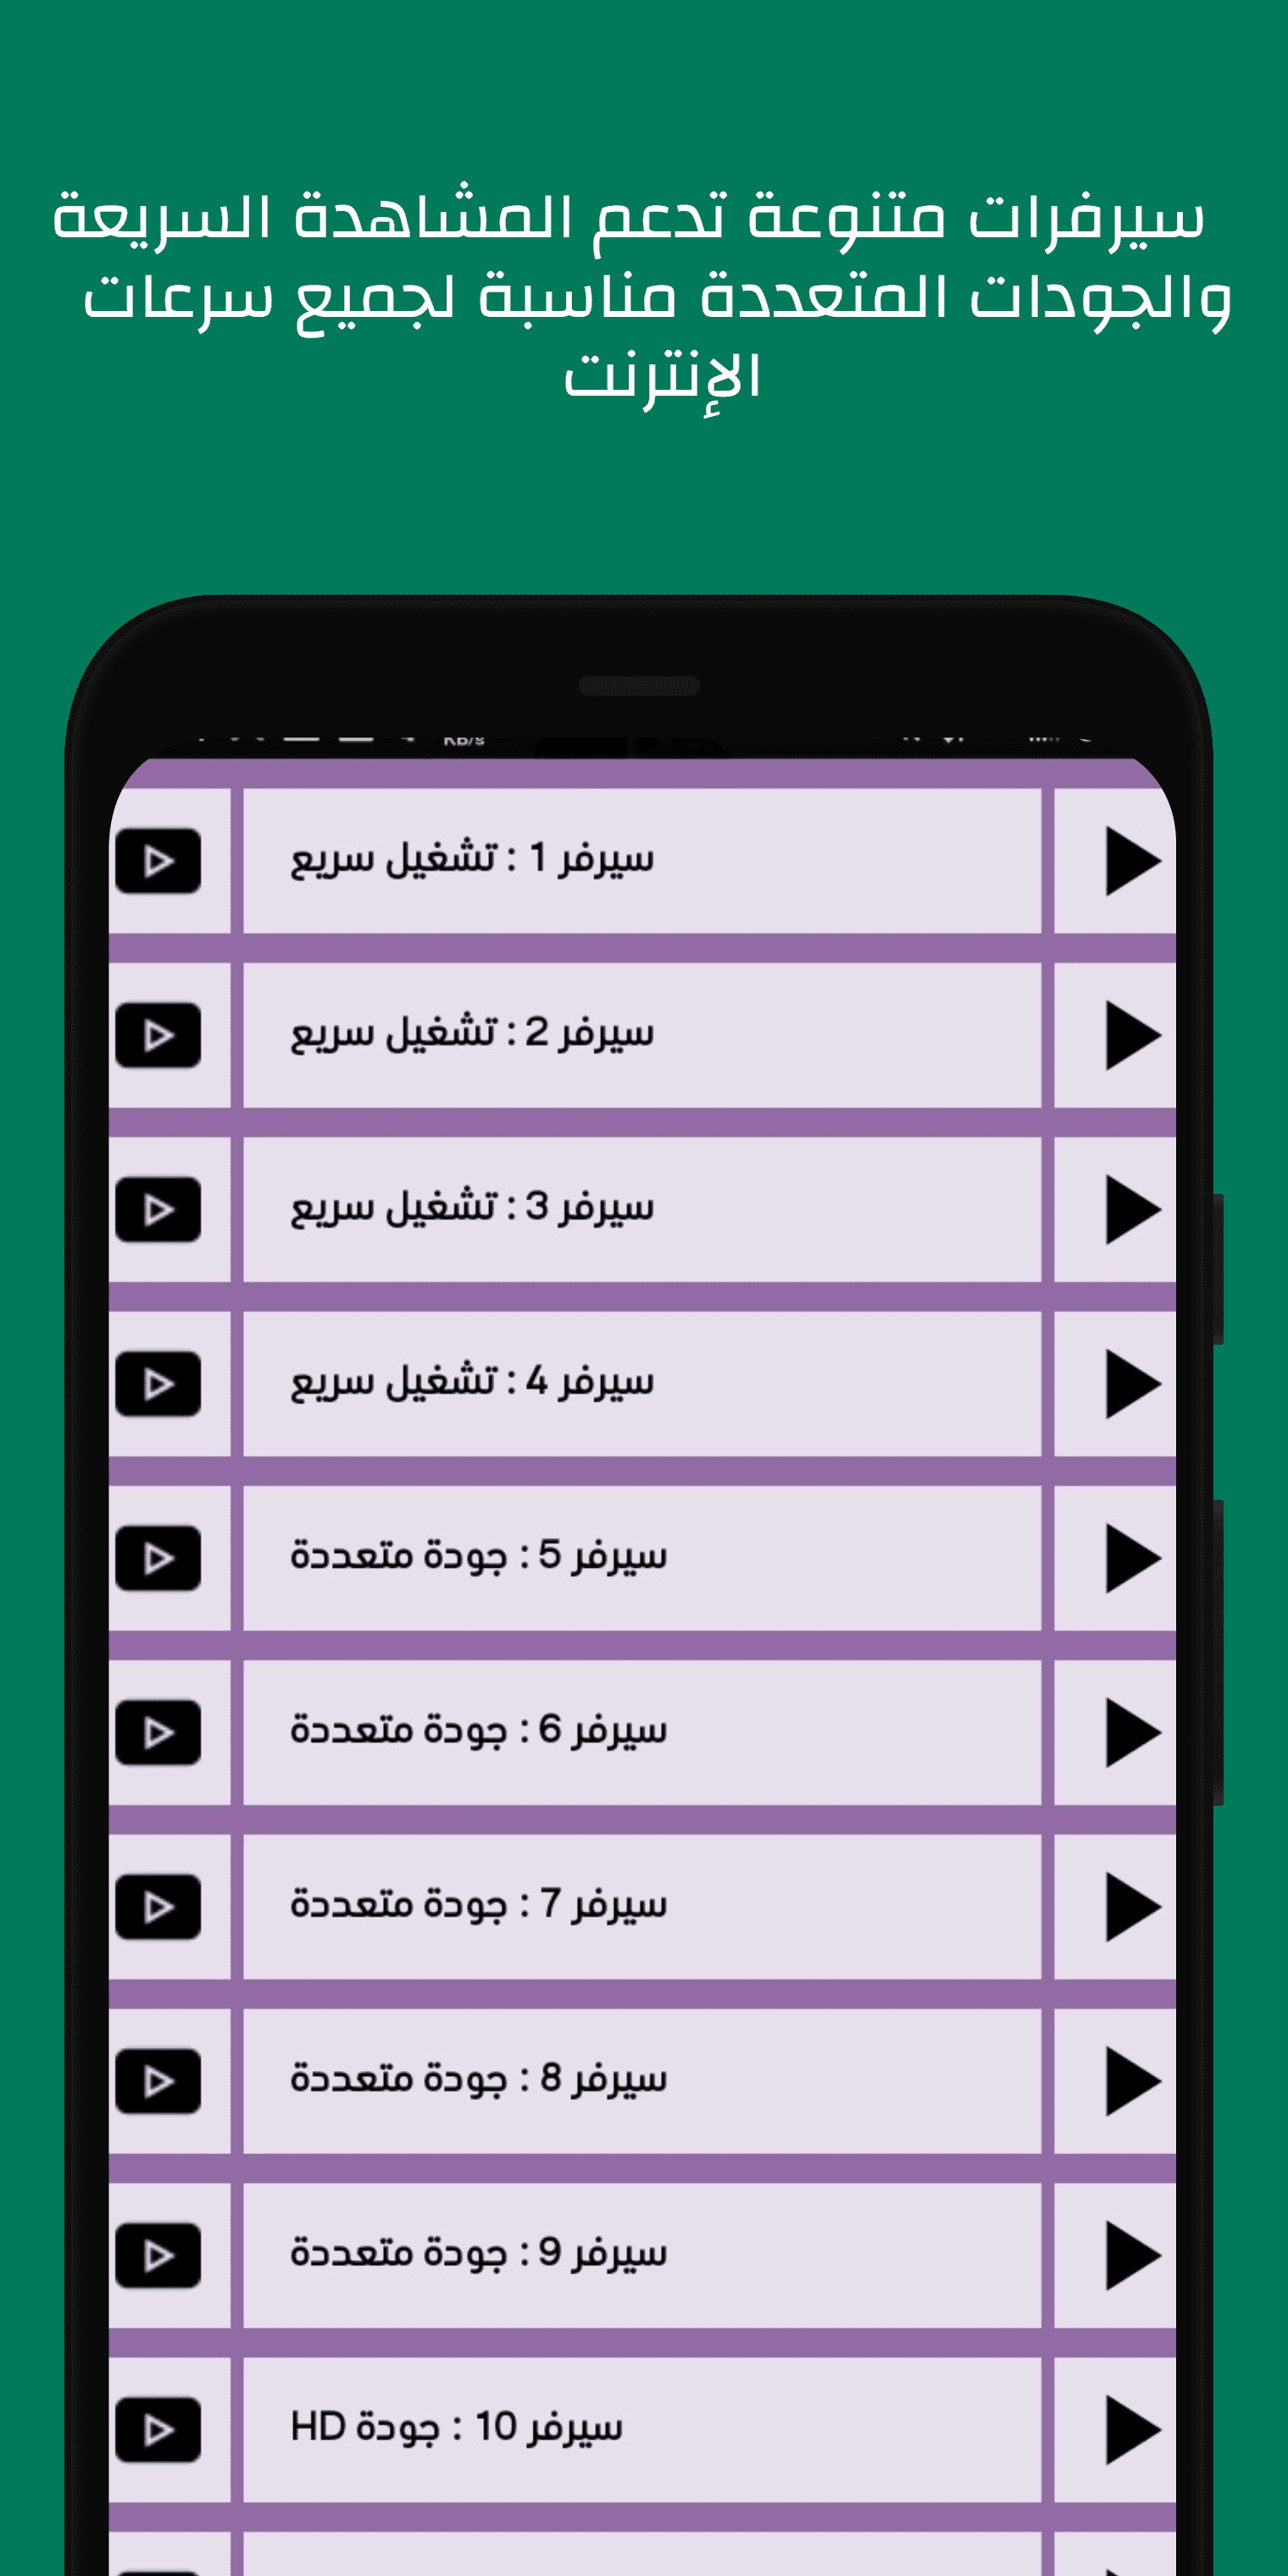 سيرفرات متنوعة تدعم المشاهدة السريعة
والجودات المتعددة مناسبة لجميع سرعات
الإنترنت
KB/s
سيرفر 1 : تشغيل سريع
سيرفر 2 : تشغيل سريع
سيرفر 3 : تشغيل سريع
سيرفر 4 : تشغيل سريع
سيرفر 5 : جودة متعددة
سيرفر 6 : جودة متعددة
سيرفر 7 : جودة متعددة
سيرفر 8 : جودة متعددة
سيرفر 9 : جودة متعددة
سيرفر 10 : جودة HD